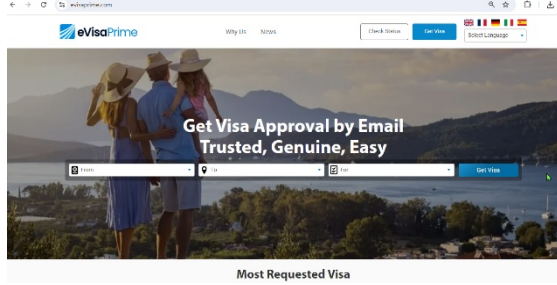 evisaprime.com
eVisaPrime
Why Us
News
Check Status
Get Visa
Select Language
Get Visa Approval by Email
Trusted, Genuine, Easy
From
To
For
Get Visa
Most Requested Visa